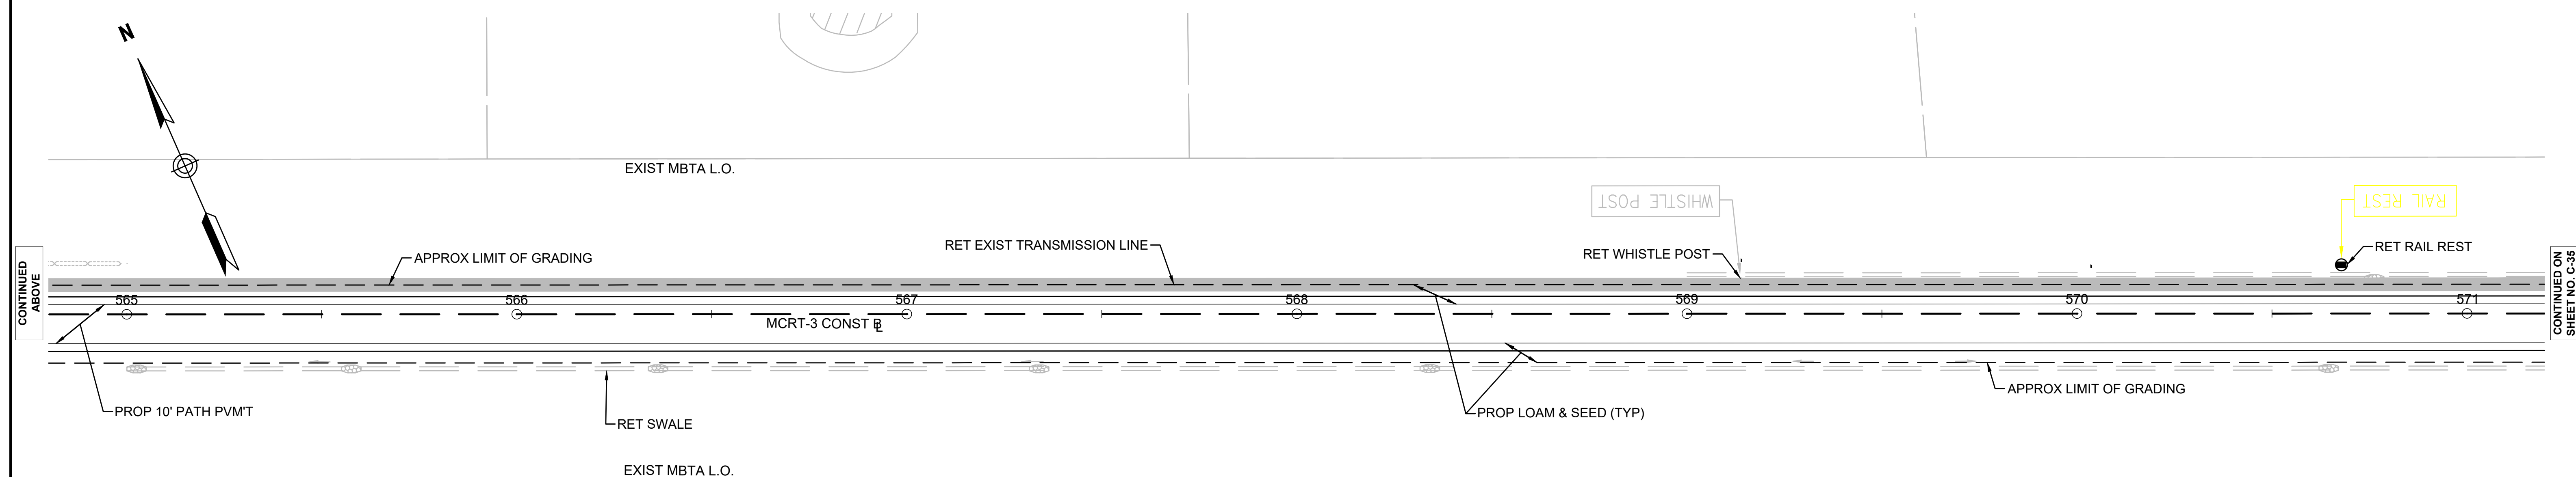 N
EXIST MBTA L.O.
WHISTLE POST
RAIL REST
RET EXIST TRANSMISSION LINE
RET RAIL REST
APPROX LIMIT OF GRADING
RET WHISTLE POST
CONTINUED
ABOVE
CONTINUED ON
SHEET NO. C-35
565 566 567 568 569 570 571
MCRT-3 CONST BL
APPROX LIMIT OF GRADING
PROP 10' PATH PVM'T
PROP LOAM & SEED (TYP)
RET SWALE
EXIST MBTA L.O.